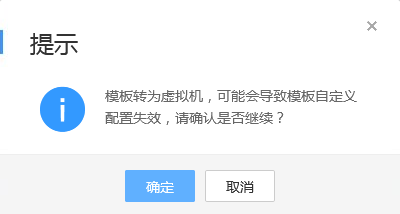 提示
模板转为虚拟机，可能会导致模板自定义
配置失效，请确认是否继续？
确定
取消